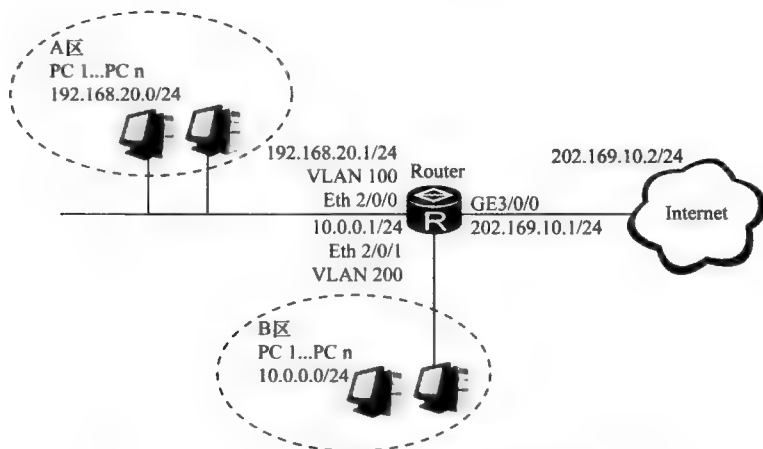 A区
PC 1...PC n
192.168.20.0/24
192.168.20.1/24
VLAN 100
Eth 2/0/0
Router
R
GE3/0/0
202.169.10.1/24
202.169.10.2/24
Internet
10.0.0.1/24
Eth 2/0/1
VLAN 200
B区
PC 1...PC n
10.0.0.0/24